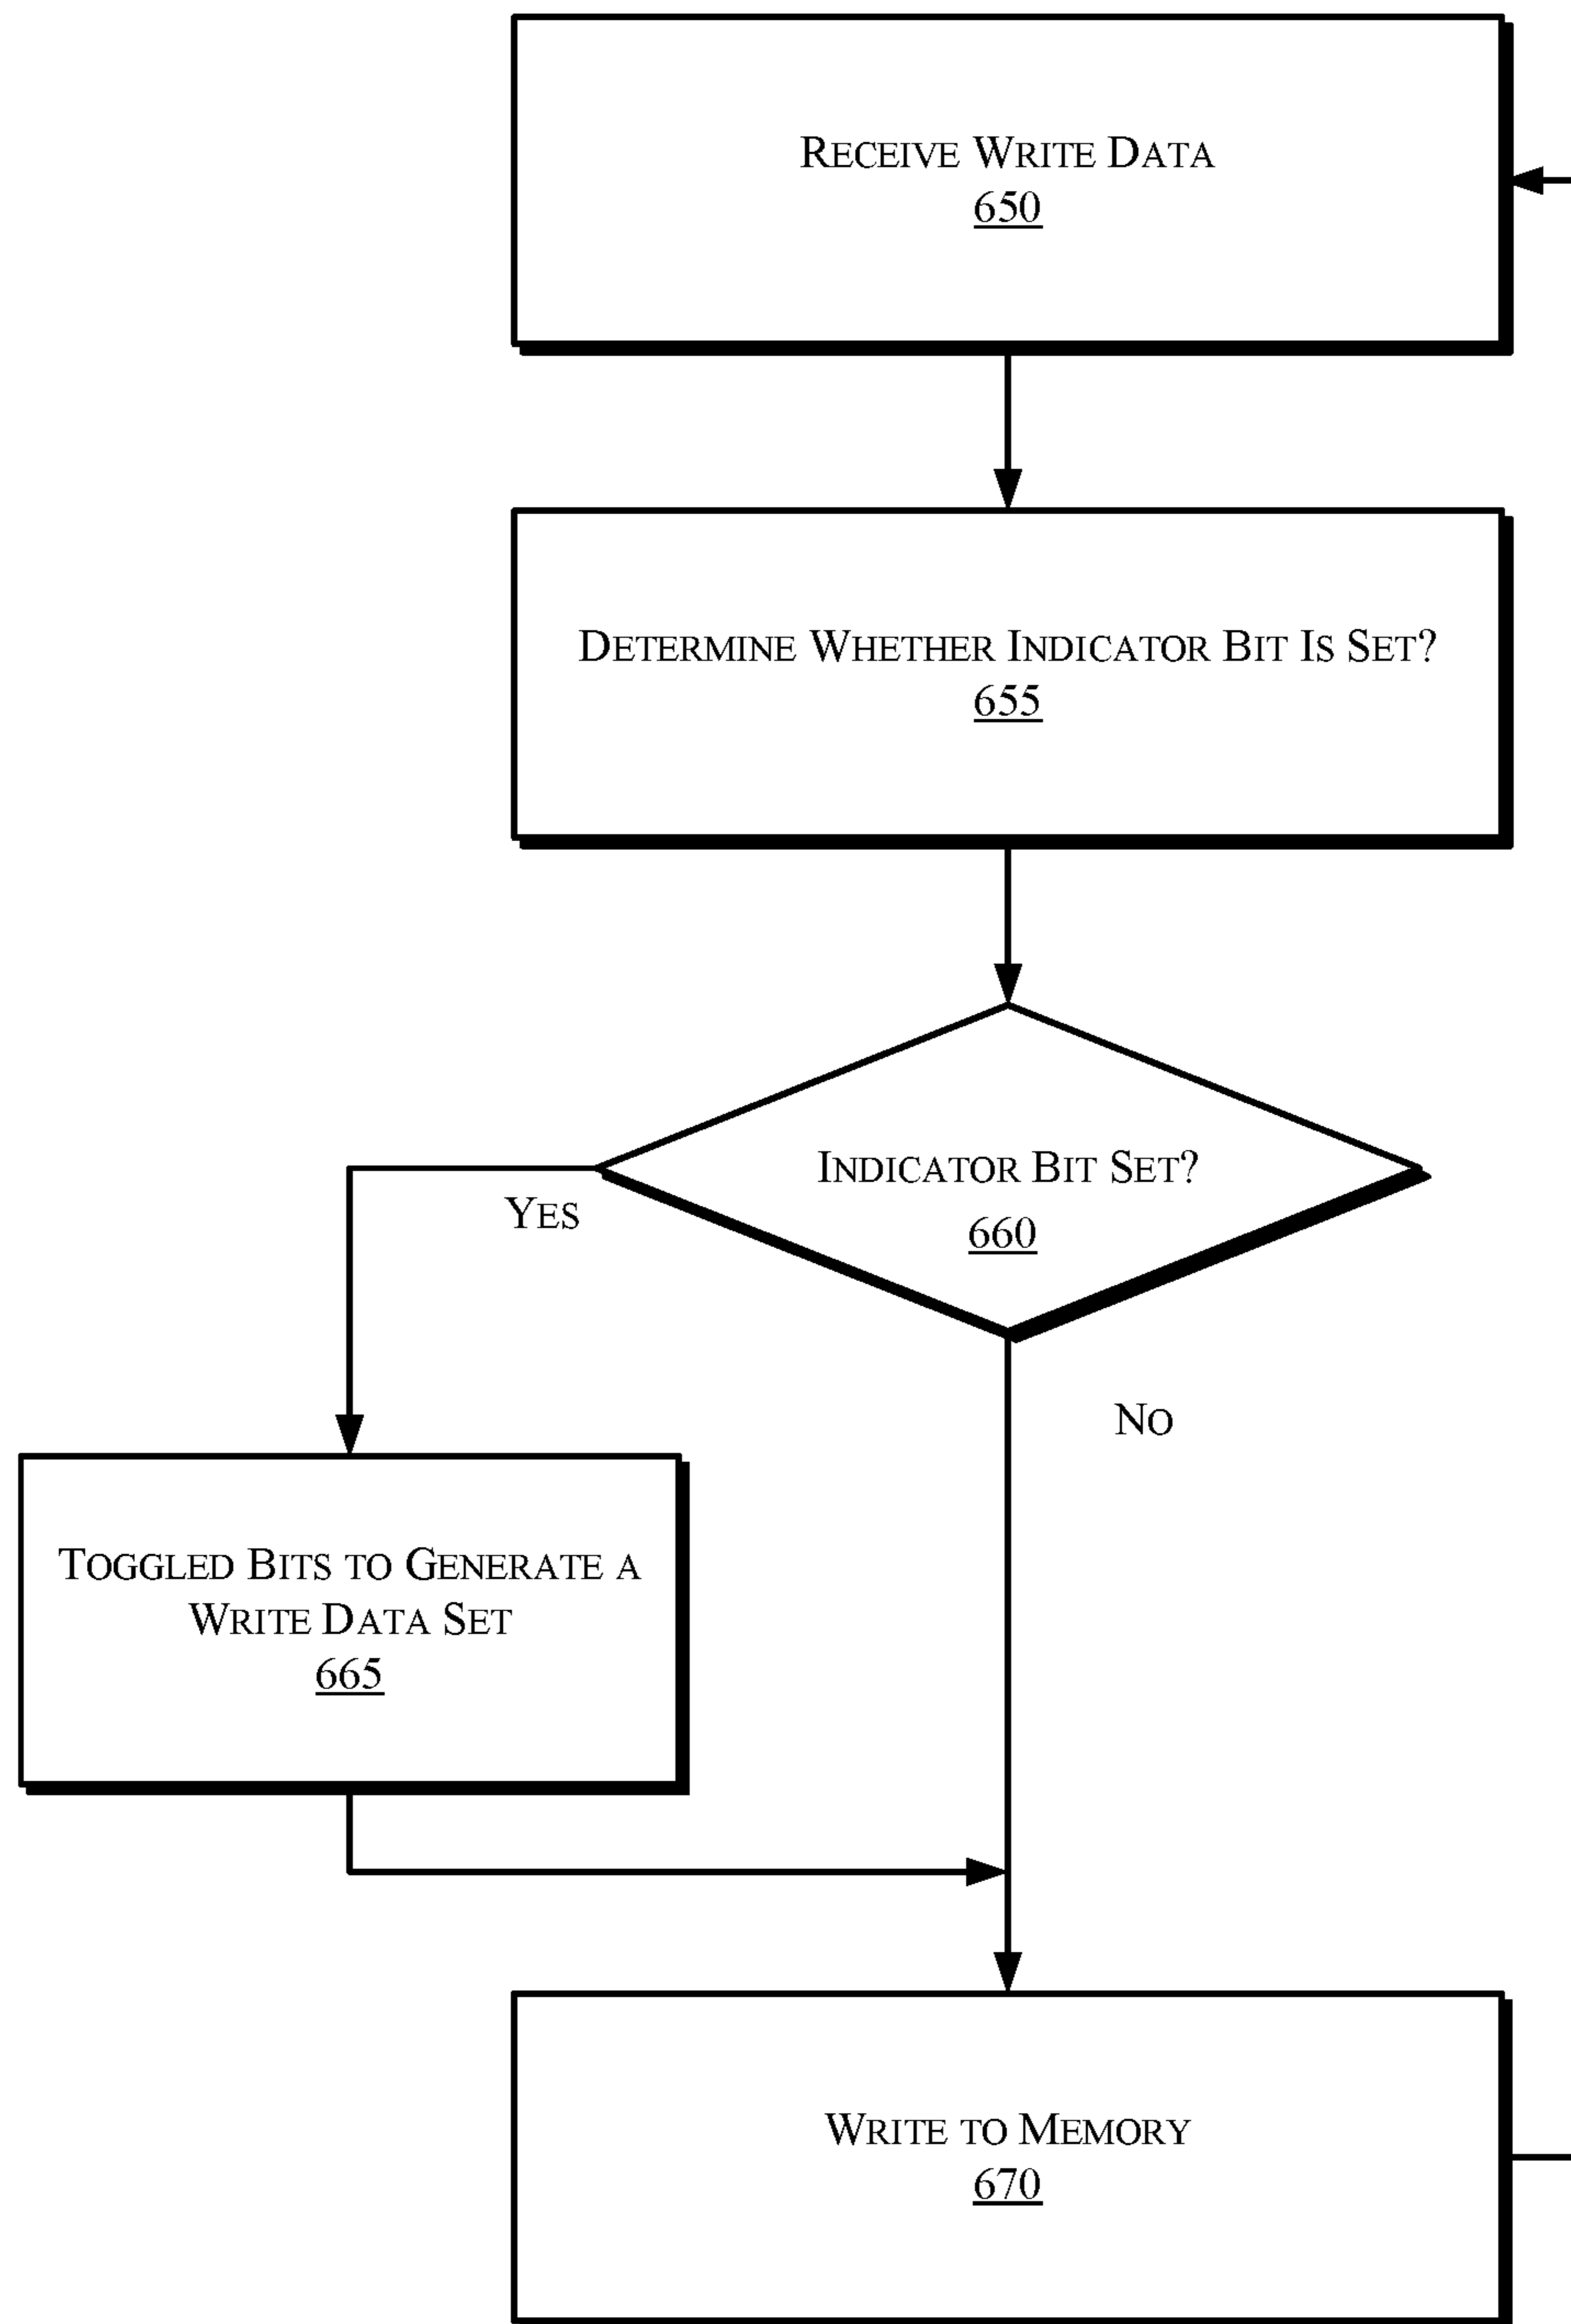 Receive Write Data
650
Determine Whether Indicator Bit Is Set?
655
Indicator Bit Set?
660
Yes
No
Toggled Bits to Generate a
Write Data Set
665
Write to Memory
670